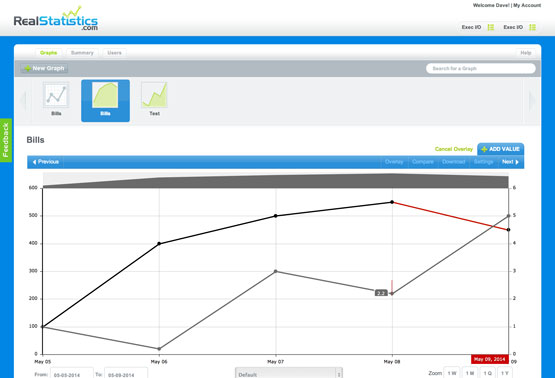 Welcome Dave! | My Account
RealStatistics
.com
Exec I/O
Exec I/O
Graphs
Summary
Users
Help
New Graph
Search for a Graph
Bills
Bills
Test
Feedback
Bills
Cancel Overlay
ADD VALUE
Previous
Overlay
Compare
Download
Settings
Next
600
500
400
300
200
100
0
6
5
4
3
2
1
0
2.2
May 05
May 06
May 07
May 08
May 09, 2014
09
From:
05-05-2014
To:
05-09-2014
Default
Zoom
1 W
1 W
1 Q
1 Y